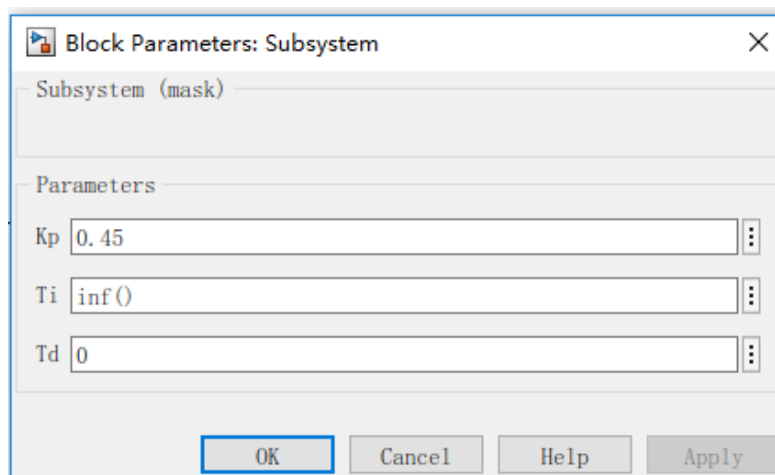 Block Parameters: Subsystem
Subsystem (mask)
Parameters
Kp 0.45
Ti inf()
Td 0
OK Cancel Help Apply